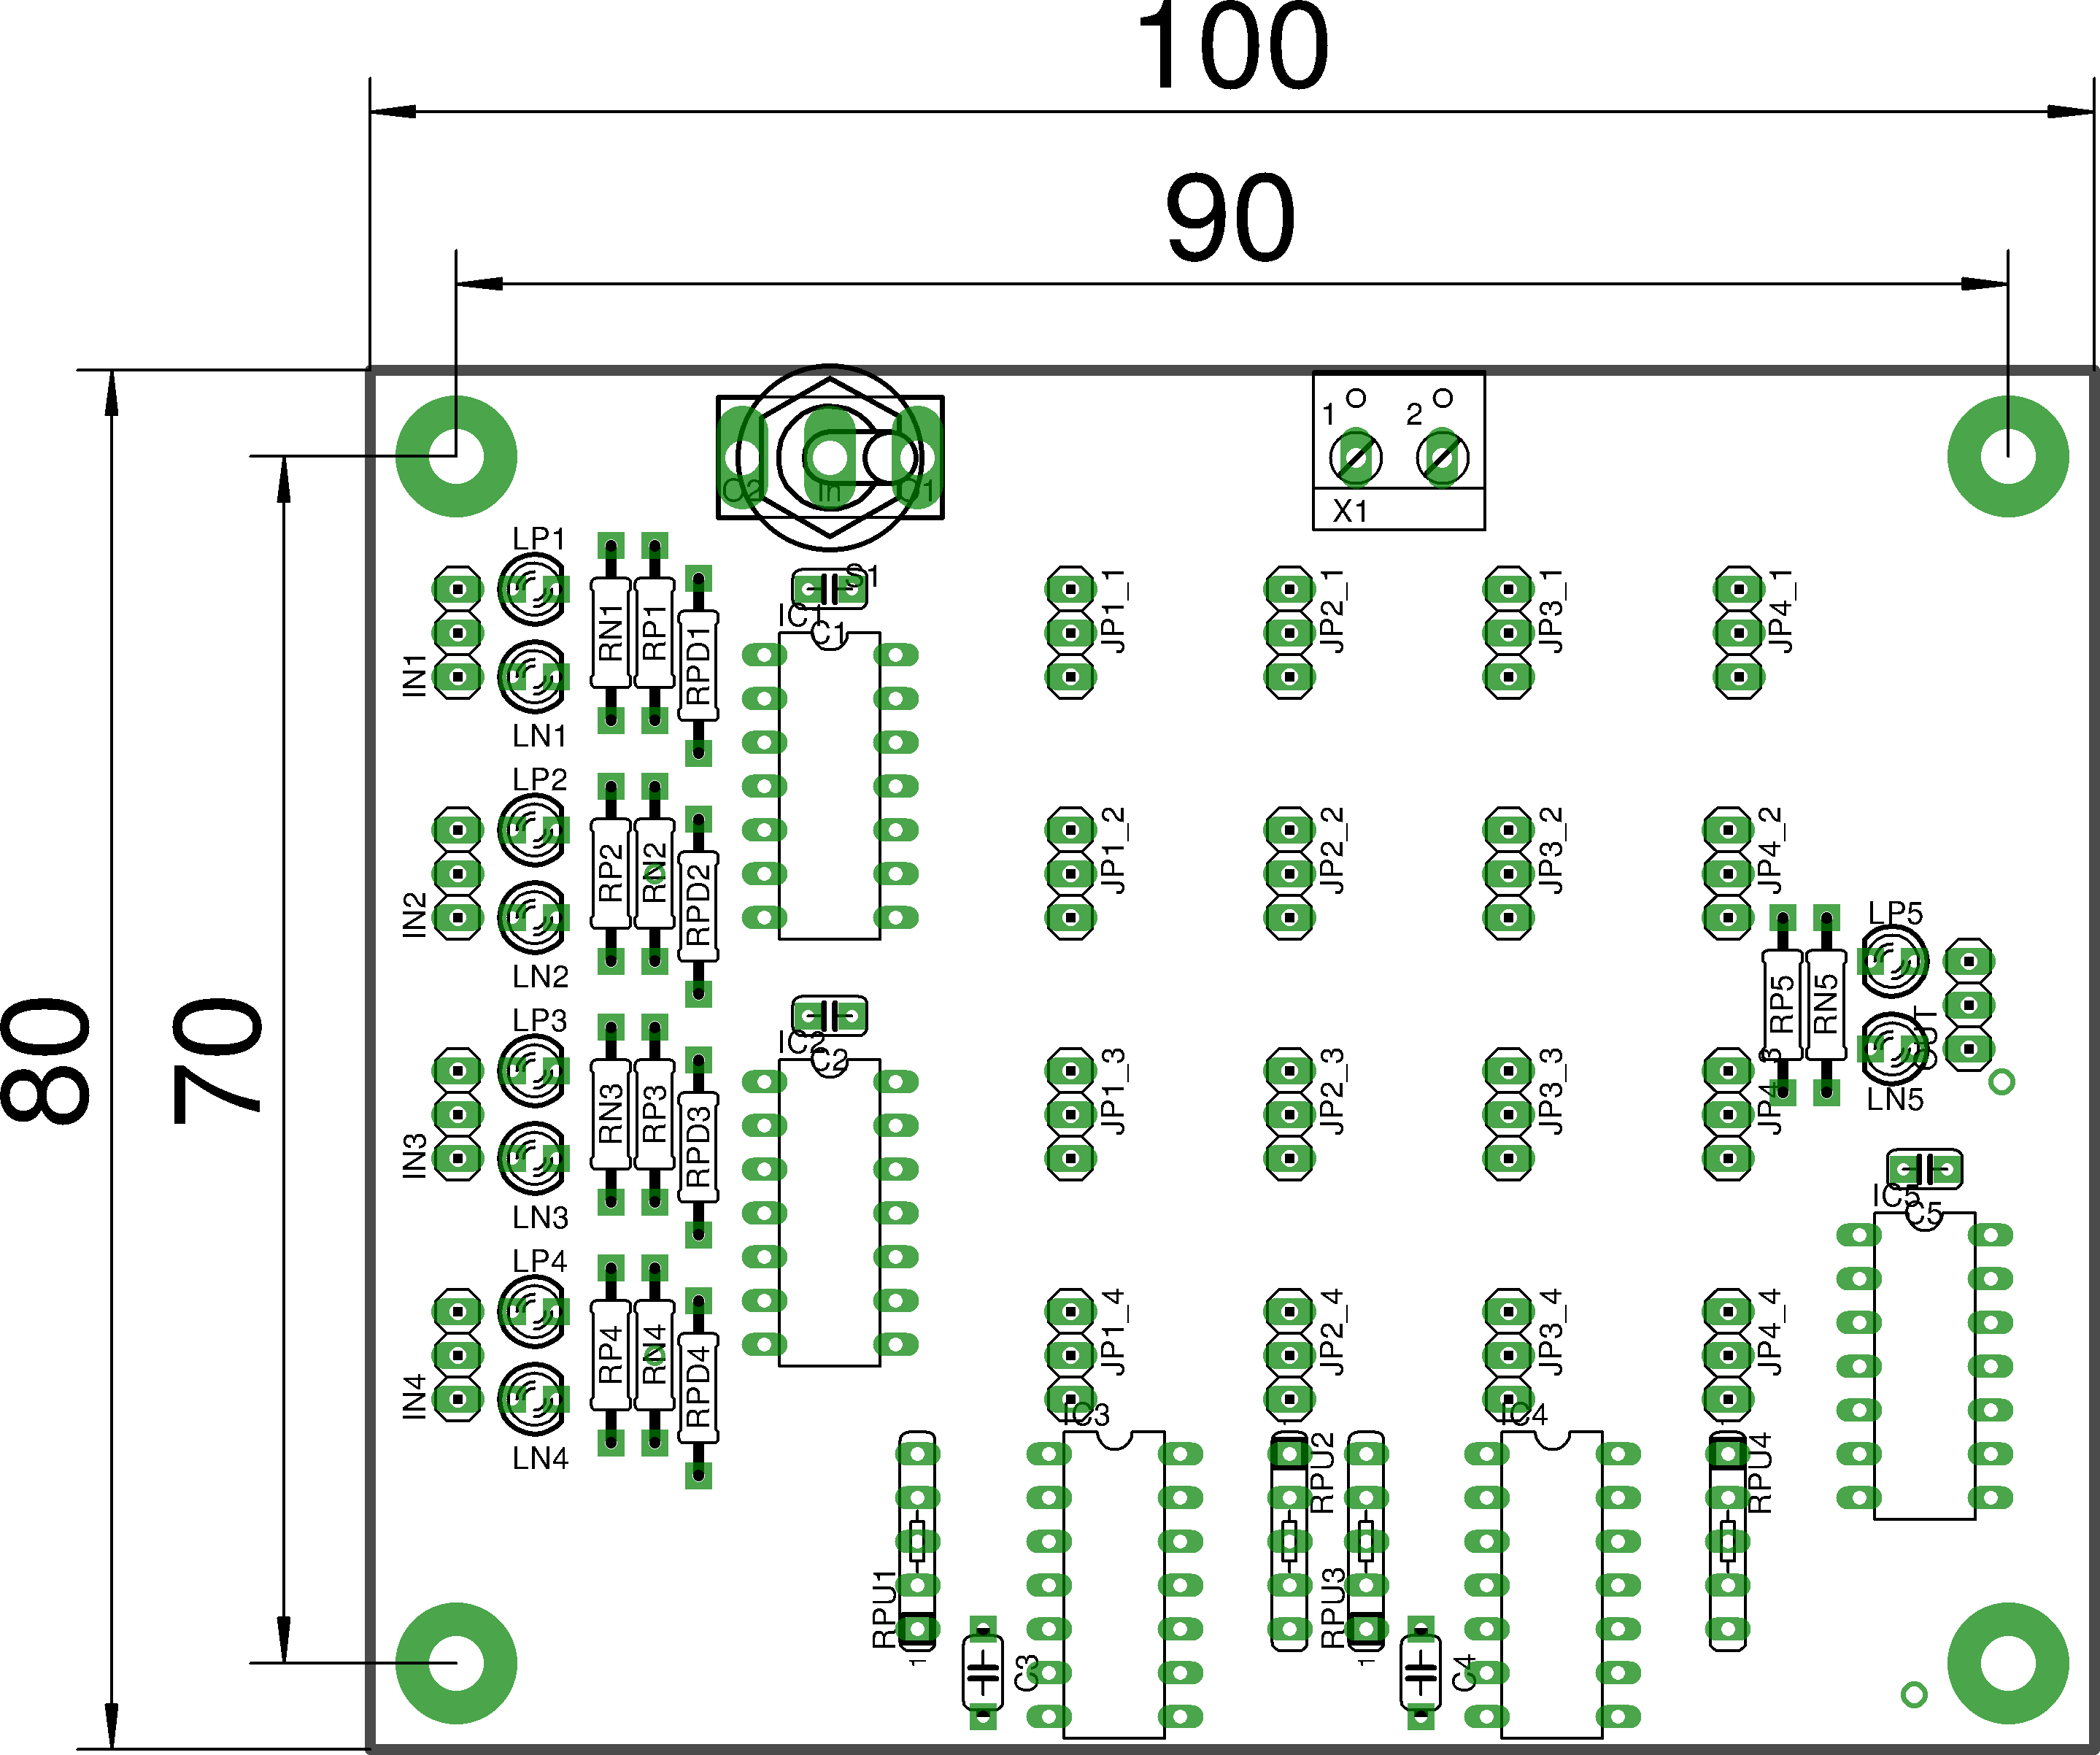 100
90
80
70
O2 In O1
1 2
X1
S1
LP1
IN1
LN1
RN1
RP1
RPD1
IC1
C1
JP1_1
JP2_1
JP3_1
JP4_1
LP2
IN2
LN2
RP2
RN2
RPD2
JP1_2
JP2_2
JP3_2
JP4_2
LP5
RP5
RN5
OUT
LN5
LP3
IN3
LN3
RN3
RP3
RPD3
IC2
C2
JP1_3
JP2_3
JP3_3
JP4_3
IC5
C5
LP4
IN4
LN4
RP4
RN4
RPD4
JP1_4
JP2_4
JP3_4
JP4_4
IC3
IC4
RPU1
1
C3
RPU2
1
RPU3
1
C4
RPU4
1